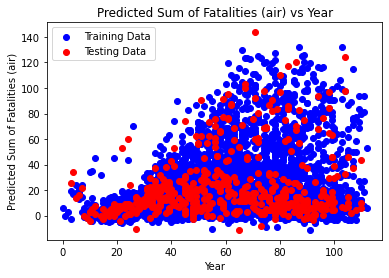 Predicted Sum of Fatalities (air) vs Year
Training Data
Testing Data
Predicted Sum of Fatalities (air)
140
120
100
80
60
40
20
0
0 20 40 60 80 100
Year